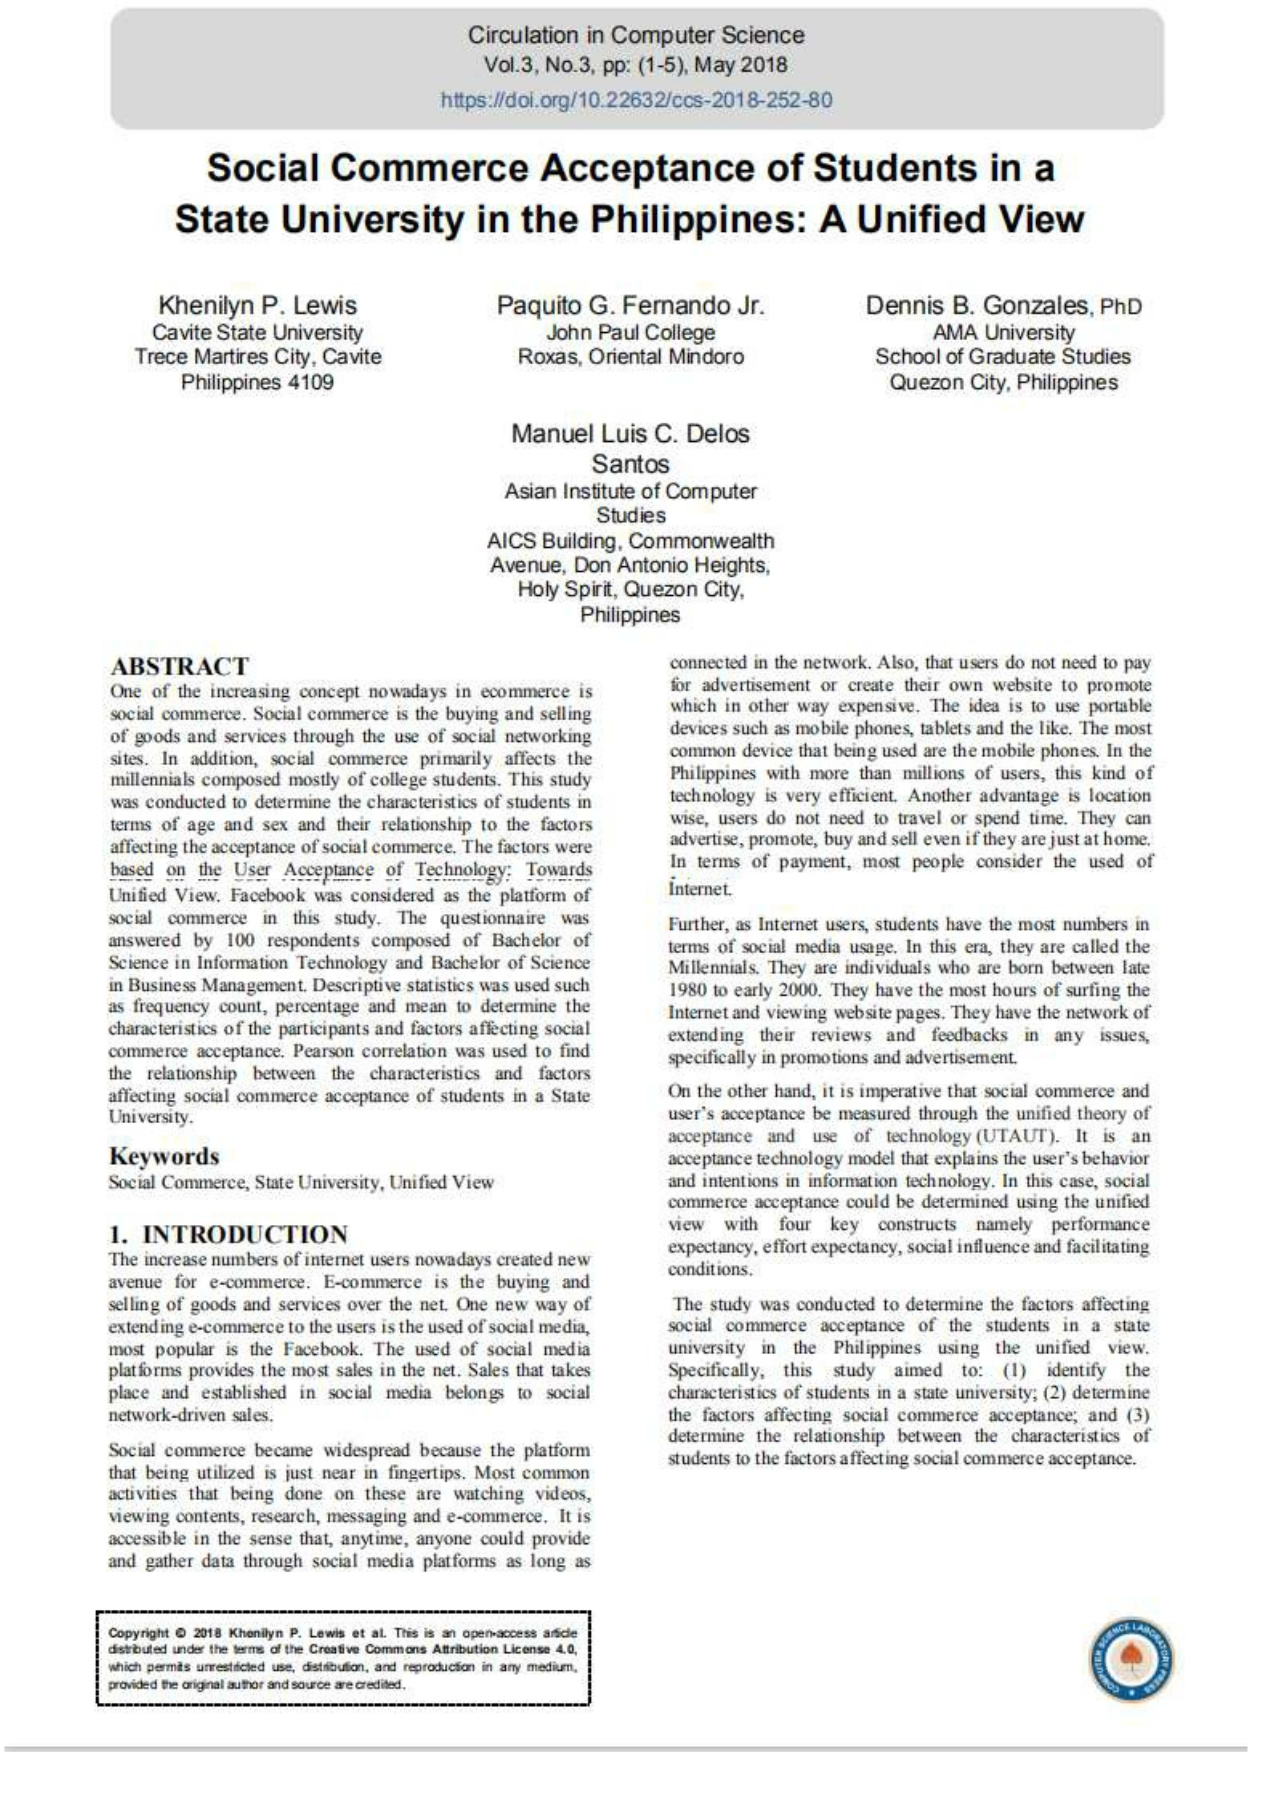 Circulation in Computer Science
Vol.3, No.3, pp: (1-5), May 2018
https://doi.org/10.22632/ccs-2018-252-80
Social Commerce Acceptance of Students in a
State University in the Philippines: A Unified View
Khenilyn P. Lewis
Cavite State University
Trece Martires City, Cavite
Philippines 4109
Paquito G. Fernando Jr.
John Paul College
Roxas, Oriental Mindoro
Dennis B. Gonzales, PhD
AMA University
School of Graduate Studies
Quezon City, Philippines
Manuel Luis C. Delos
Santos
Asian Institute of Computer
Studies
AICS Building, Commonwealth
Avenue, Don Antonio Heights,
Holy Spirit, Quezon City,
Philippines
ABSTRACT
One of the increasing concept nowadays in ecommerce is
social commerce. Social commerce is the buying and selling
of goods and services through the use of social networking
sites. In addition, social commerce primarily affects the
millennials composed mostly of college students. This study
was conducted to determine the characteristics of students in
terms of age and sex and their relationship to the factors
affecting the acceptance of social commerce. The factors were
based on the User Acceptance of Technology: Towards
Unified View. Facebook was considered as the platform of
social commerce in this study. The questionnaire was
answered by 100 respondents composed of Bachelor of
Science in Information Technology and Bachelor of Science
in Business Management. Descriptive statistics was used such
as frequency count, percentage and mean to determine the
characteristics of the participants and factors affecting social
commerce acceptance. Pearson correlation was used to find
the relationship between the characteristics and factors
affecting social commerce acceptance of students in a State
University.
Keywords
Social Commerce, State University, Unified View
1. INTRODUCTION
The increase numbers of internet users nowadays created new
avenue for e-commerce. E-commerce is the buying and
selling of goods and services over the net. One new way of
extending e-commerce to the users is the used of social media,
most popular is the Facebook. The used of social media
platforms provides the most sales in the net. Sales that takes
place and established in social media belongs to social
network-driven sales.
Social commerce became widespread because the platform
that being utilized is just near in fingertips. Most common
activities that being done on these are watching videos,
viewing contents, research, messaging and e-commerce. It is
accessible in the sense that, anytime, anyone could provide
and gather data through social media platforms as long as
connected in the network. Also, that users do not need to pay
for advertisement or create their own website to promote
which in other way expensive. The idea is to use portable
devices such as mobile phones, tablets and the like. The most
common device that being used are the mobile phones. In the
Philippines with more than millions of users, this kind of
technology is very efficient. Another advantage is location
wise, users do not need to travel or spend time. They can
advertise, promote, buy and sell even if they are just at home.
In terms of payment, most people consider the used of
Internet.
Further, as Internet users, students have the most numbers in
terms of social media usage. In this era, they are called the
Millennials. They are individuals who are born between late
1980 to early 2000. They have the most hours of surfing the
Internet and viewing website pages. They have the network of
extending their reviews and feedbacks in any issues,
specifically in promotions and advertisement.
On the other hand, it is imperative that social commerce and
user's acceptance be measured through the unified theory of
acceptance and use of technology (UTAUT). It is an
acceptance technology model that explains the user's behavior
and intentions in information technology. In this case, social
commerce acceptance could be determined using the unified
view with four key constructs namely performance
expectancy, effort expectancy, social influence and facilitating
conditions.
The study was conducted to determine the factors affecting
social commerce acceptance of the students in a state
university in the Philippines using the unified view.
Specifically, this study aimed to: (1) identify the
characteristics of students in a state university; (2) determine
the factors affecting social commerce acceptance; and (3)
determine the relationship between the characteristics of
students to the factors affecting social commerce acceptance.
Copyright © 2018 Khenilyn P. Lewis et al. This is an open-access article
distributed under the terms of the Creative Commons Attribution License 4.0,
which permits unrestricted use, distribution, and reproduction in any medium,
provided the original author and source are credited.
COMPUTER SCIENCE LABORATORY PRESS